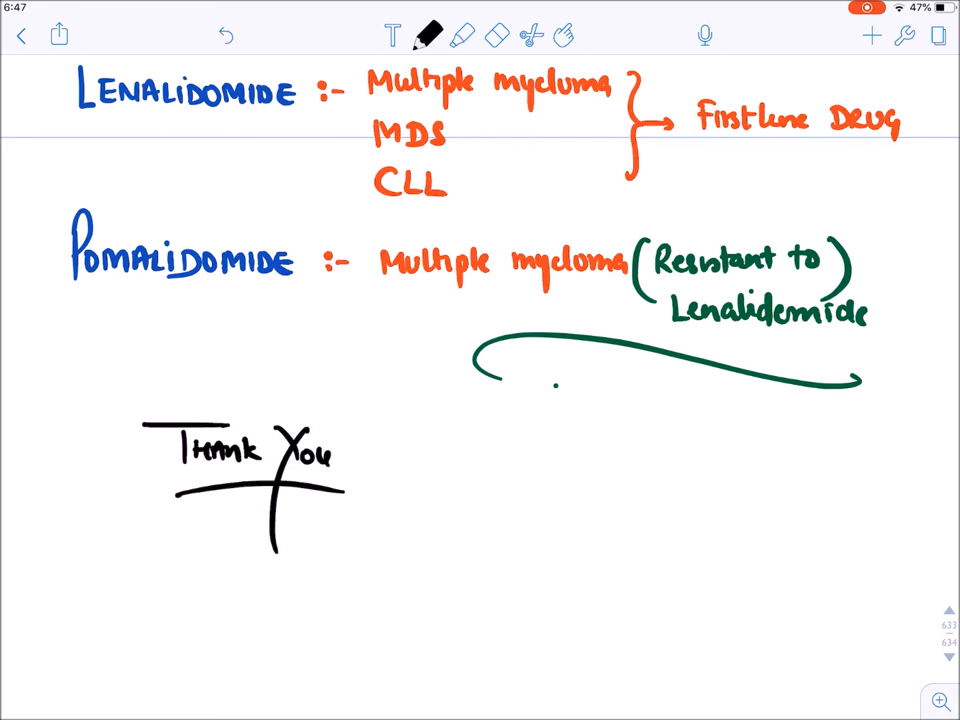 6:47
47%
T
LENALiDOMIDE :- Multiple myeloma
MDS
CLL
} → Firstline DRUG
POMALIDOMIDE :- Multiple myeloma (Resistant to Lenalidemide)
THANK YOU
633
634